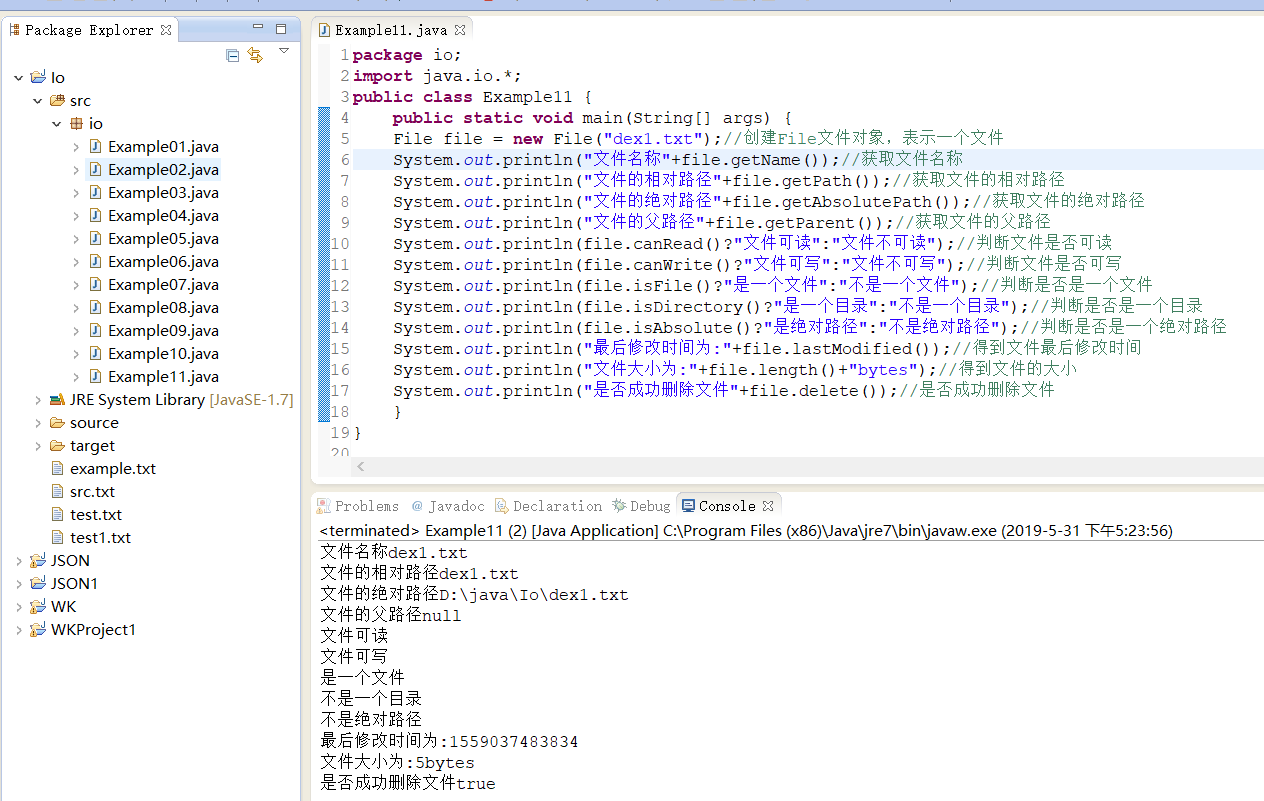 Package Explorer
Io
src
io
Example01.java
Example02.java
Example03.java
Example04.java
Example05.java
Example06.java
Example07.java
Example08.java
Example09.java
Example10.java
Example11.java
JRE System Library [JavaSE-1.7]
source
target
example.txt
src.txt
test.txt
test1.txt
JSON
JSON1
WK
WKProject1
Example11.java
1 package io;
2 import java.io.*;
3 public class Example11 {
4 public static void main(String[] args) {
5 File file = new File("dex1.txt");//创建File文件对象，表示一个文件
6 System.out.println("文件名称"+file.getName());//获取文件名称
7 System.out.println("文件的相对路径"+file.getPath());//获取文件的相对路径
8 System.out.println("文件的绝对路径"+file.getAbsolutePath());//获取文件的绝对路径
9 System.out.println("文件的父路径"+file.getParent());//获取文件的父路径
10 System.out.println(file.canRead()?"文件可读":"文件不可读");//判断文件是否可读
11 System.out.println(file.canWrite()?"文件可写":"文件不可写");//判断文件是否可写
12 System.out.println(file.isFile()?"是一个文件":"不是一个文件");//判断是否是一个文件
13 System.out.println(file.isDirectory()?"是一个目录":"不是一个目录");//判断是否是一个目录
14 System.out.println(file.isAbsolute()?"是绝对路径":"不是绝对路径");//判断是否是一个绝对路径
15 System.out.println("最后修改时间为:"+file.lastModified());//得到文件最后修改时间
16 System.out.println("文件大小为:"+file.length()+"bytes");//得到文件的大小
17 System.out.println("是否成功删除文件"+file.delete());//是否成功删除文件
18 }
19 }
20
Problems @ Javadoc Declaration Debug Console
<terminated> Example11 (2) [Java Application] C:\Program Files (x86)\Java\jre7\bin\javaw.exe (2019-5-31 下午5:23:56)
文件名称dex1.txt
文件的相对路径dex1.txt
文件的绝对路径D:\java\Io\dex1.txt
文件的父路径null
文件可读
文件可写
是一个文件
不是一个目录
不是绝对路径
最后修改时间为:1559037483834
文件大小为:5bytes
是否成功删除文件true